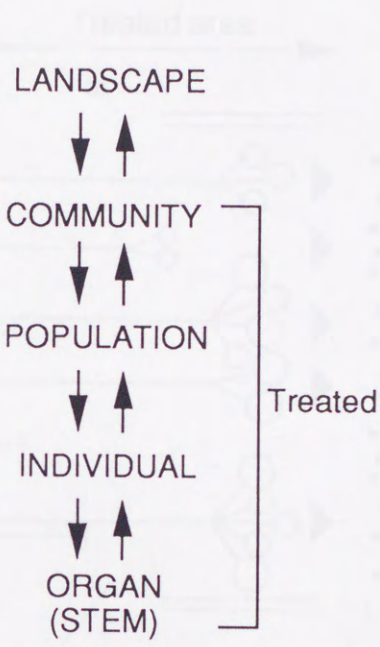 LANDSCAPE
COMMUNITY
POPULATION
Treated
INDIVIDUAL
ORGAN
(STEM)